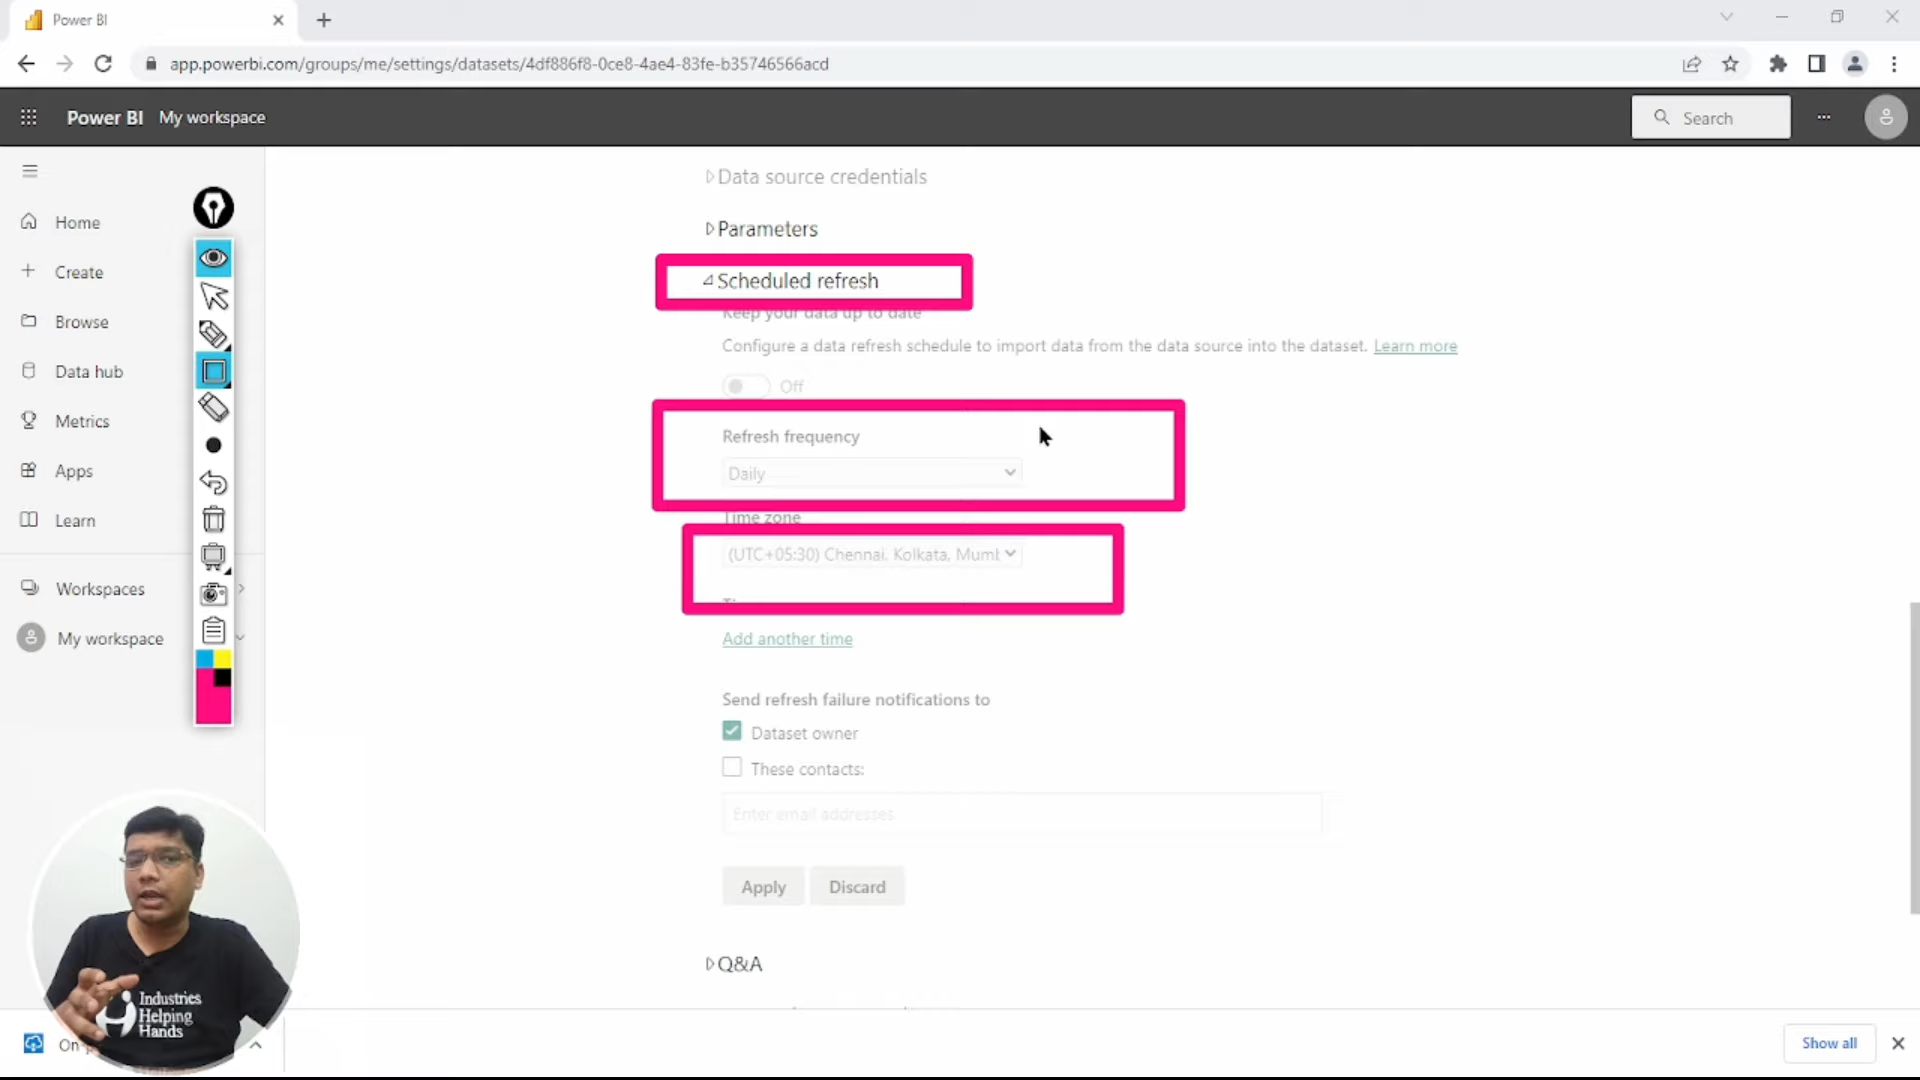 Power BI
app.powerbi.com/groups/me/settings/datasets/4df886f8-0ce8-4ae4-83fe-b35746566acd
Power BI My workspace
Search
Home
Create
Browse
Data hub
Metrics
Apps
Learn
Workspaces
My workspace
Data source credentials
Parameters
Scheduled refresh
Keep your data up to date
Configure a data refresh schedule to import data from the data source into the dataset. Learn more
Off
Refresh frequency
Daily
Time zone
(UTC+05:30) Chennai, Kolkata, Mumb
Add another time
Send refresh failure notifications to
Dataset owner
These contacts:
Enter email addresses
Apply Discard
Q&A
Industries
Helping
Hands
Show all